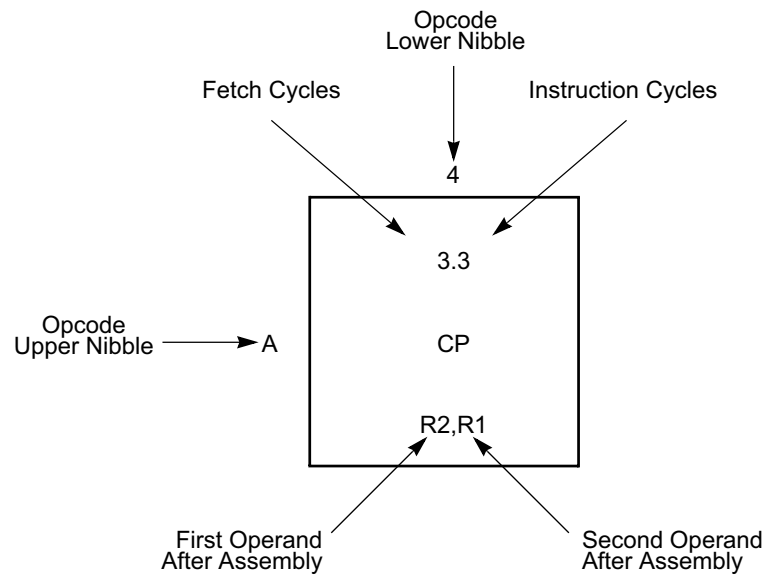 Opcode
Lower Nibble
Fetch Cycles
Instruction Cycles
4
3.3
Opcode
Upper Nibble
A
CP
R2,R1
First Operand
After Assembly
Second Operand
After Assembly